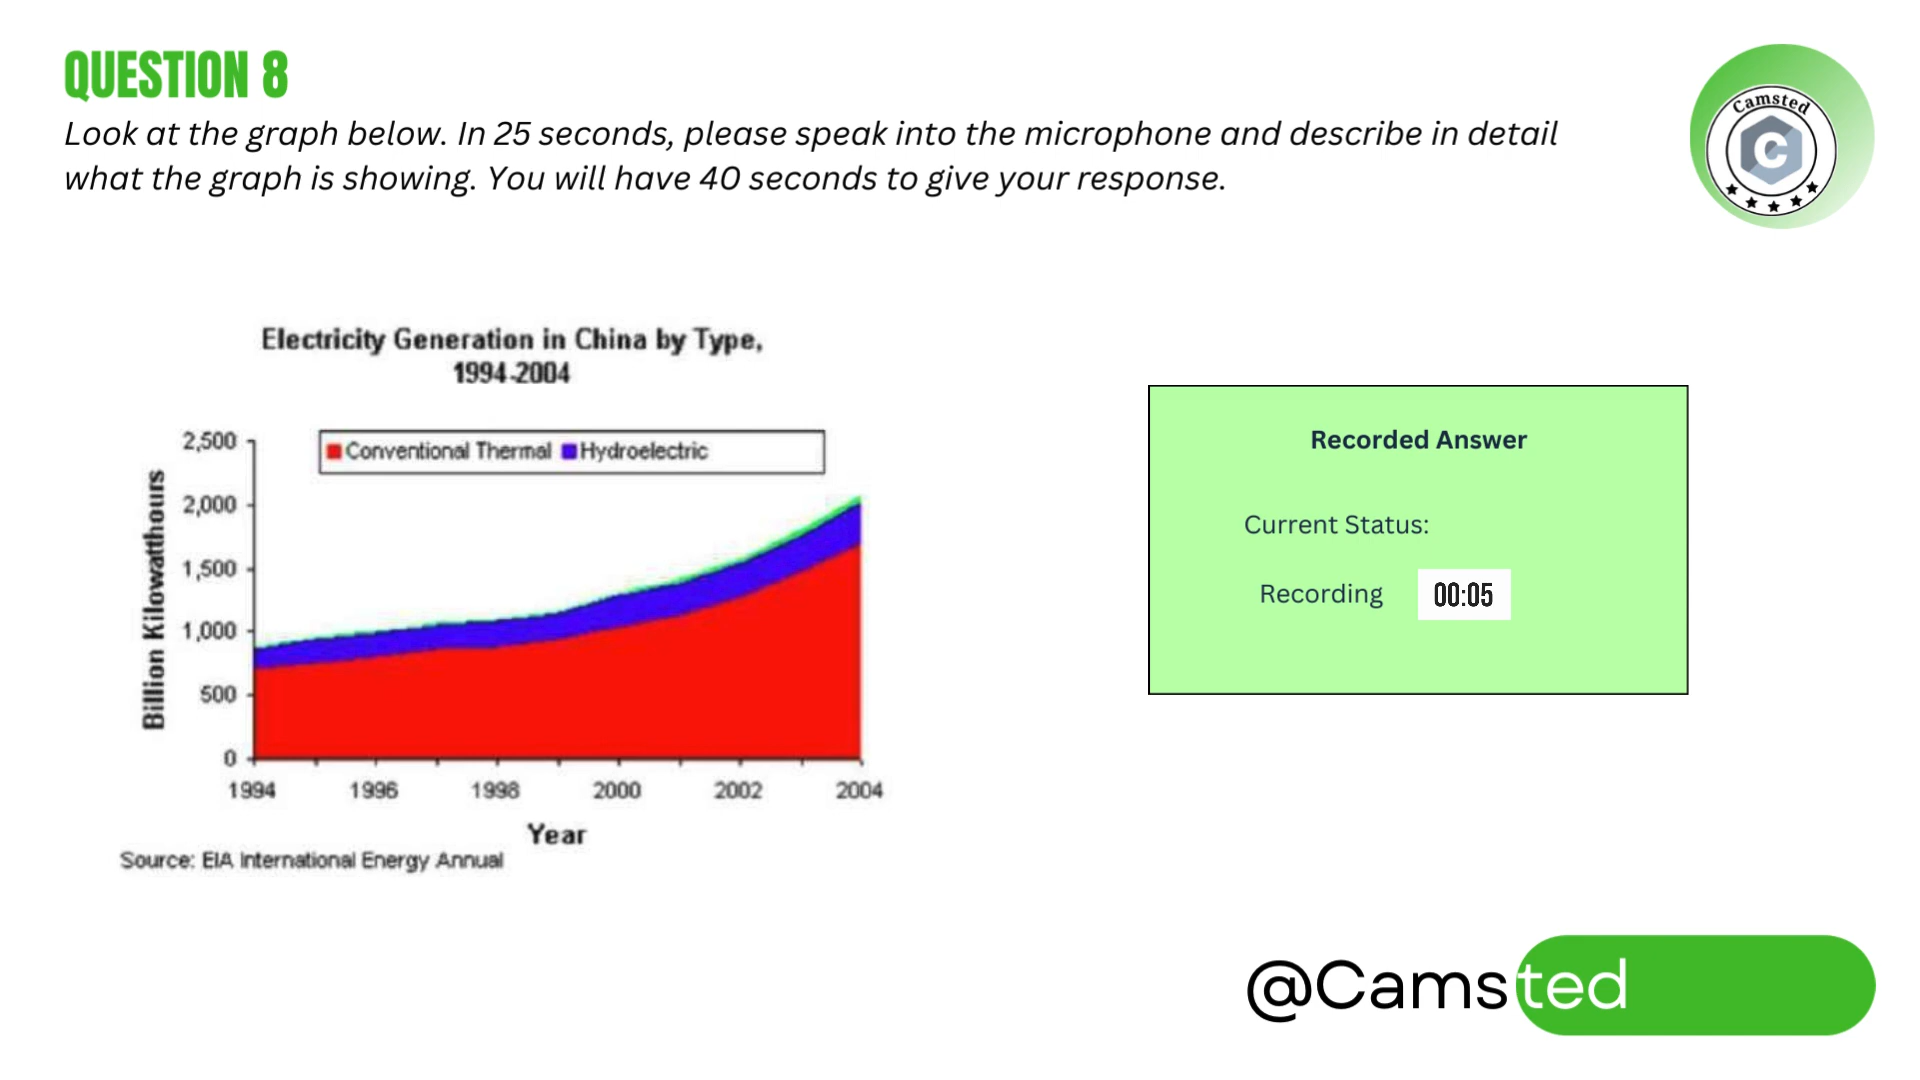 QUESTION 8
Look at the graph below. In 25 seconds, please speak into the microphone and describe in detail
what the graph is showing. You will have 40 seconds to give your response.
Camsted
C
Electricity Generation in China by Type,
1994-2004
Conventional Thermal Hydroelectric
Billion Kilowatthours
2,500
2,000
1,500
1,000
500
0
1994 1996 1998 2000 2002 2004
Year
Source: EIA International Energy Annual
Recorded Answer
Current Status:
Recording 00:05
@Camsted